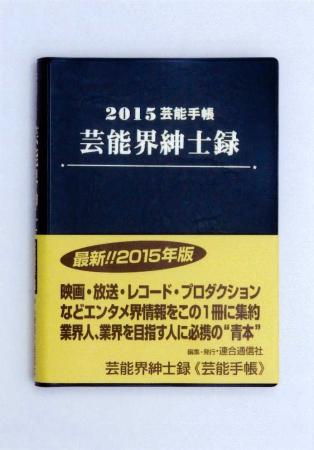 2015芸能手帳
芸能界紳士録
最新!!2015年版
映画・放送・レコード・プロダクション
などエンタメ界情報をこの1冊に集約
業界人、業界を目指す人に必携の"青本"
編集・発行・連合通信社
芸能界紳士録《芸能手帳》